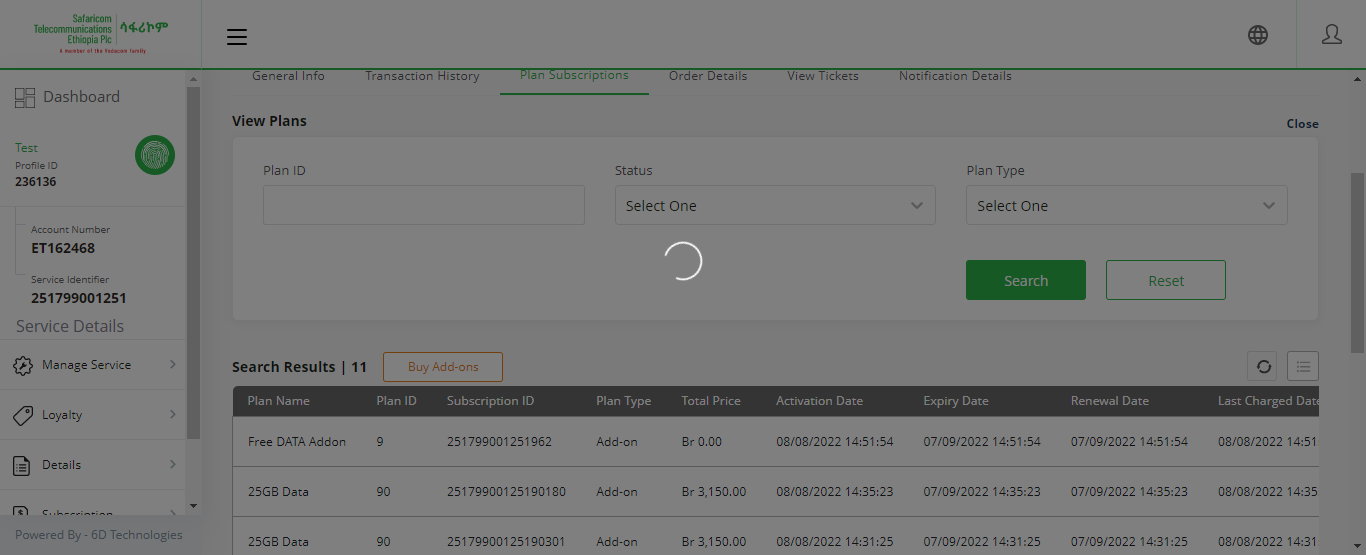 Safaricom
Telecommunications
Ethiopia Plc
ሳፋሪኮም
A member of the Vodacom family
General Info
Transaction History
Plan Subscriptions
Order Details
View Tickets
Notification Details
Dashboard
Test
Profile ID
236136
Account Number
ET162468
Service Identifier
251799001251
Service Details
Manage Service
Loyalty
Details
Subscription
Powered By - 6D Technologies
View Plans
Close
Plan ID
Status
Plan Type
Select One
Select One
Search
Reset
Search Results | 11
Buy Add-ons
Plan Name Plan ID Subscription ID Plan Type Total Price Activation Date Expiry Date Renewal Date Last Charged Date
Free DATA Addon 9 251799001251962 Add-on Br 0.00 08/08/2022 14:51:54 07/09/2022 14:51:54 07/09/2022 14:51:54 08/08/2022 14:51
25GB Data 90 25179900125190180 Add-on Br 3,150.00 08/08/2022 14:35:23 07/09/2022 14:35:23 07/09/2022 14:35:23 08/08/2022 14:35
25GB Data 90 25179900125190301 Add-on Br 3,150.00 08/08/2022 14:31:25 07/09/2022 14:31:25 07/09/2022 14:31:25 08/08/2022 14:31